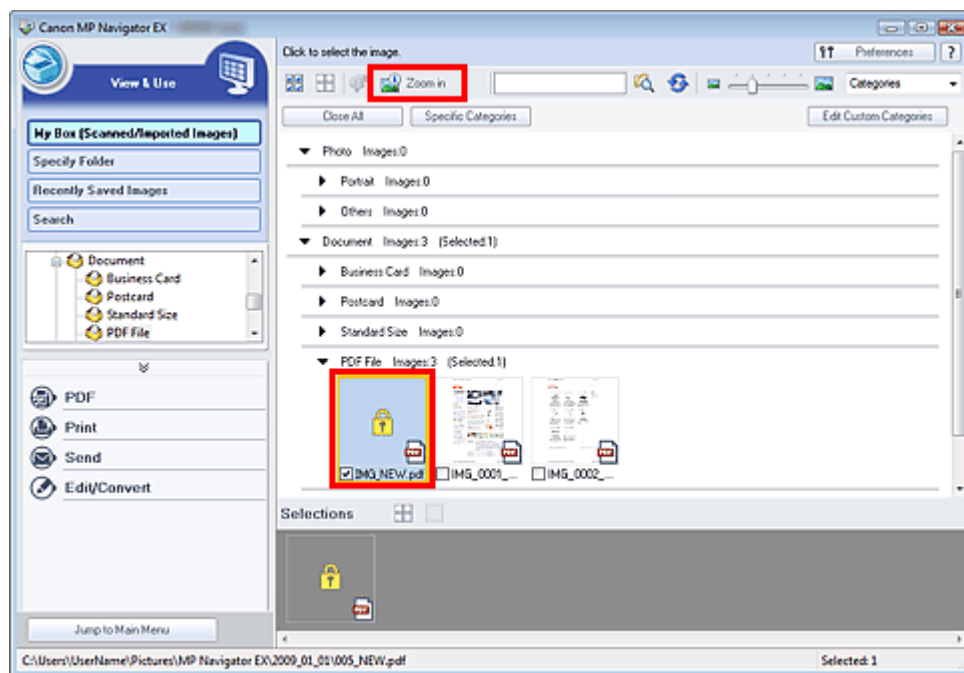 Canon MP Navigator EX
View & Use
My Box (Scanned/Imported Images)
Specify Folder
Recently Saved Images
Search
Document
Business Card
Postcard
Standard Size
PDF File
PDF
Print
Send
Edit/Convert
Jump to Main Menu
Click to select the image.
Preferences
?
Zoom in
Categories
Close All
Specific Categories
Edit Custom Categories
Photo Images:0
Portrait Images:0
Others Images:0
Document Images:3 (Selected:1)
Business Card Images:0
Postcard Images:0
Standard Size Images:0
PDF File Images:3 (Selected:1)
IMG_NEW.pdf
IMG_0001_...
IMG_0002_...
Selections
C:\Users\UserName\Pictures\MP Navigator EX\2009_01_01\005_NEW.pdf
Selected: 1